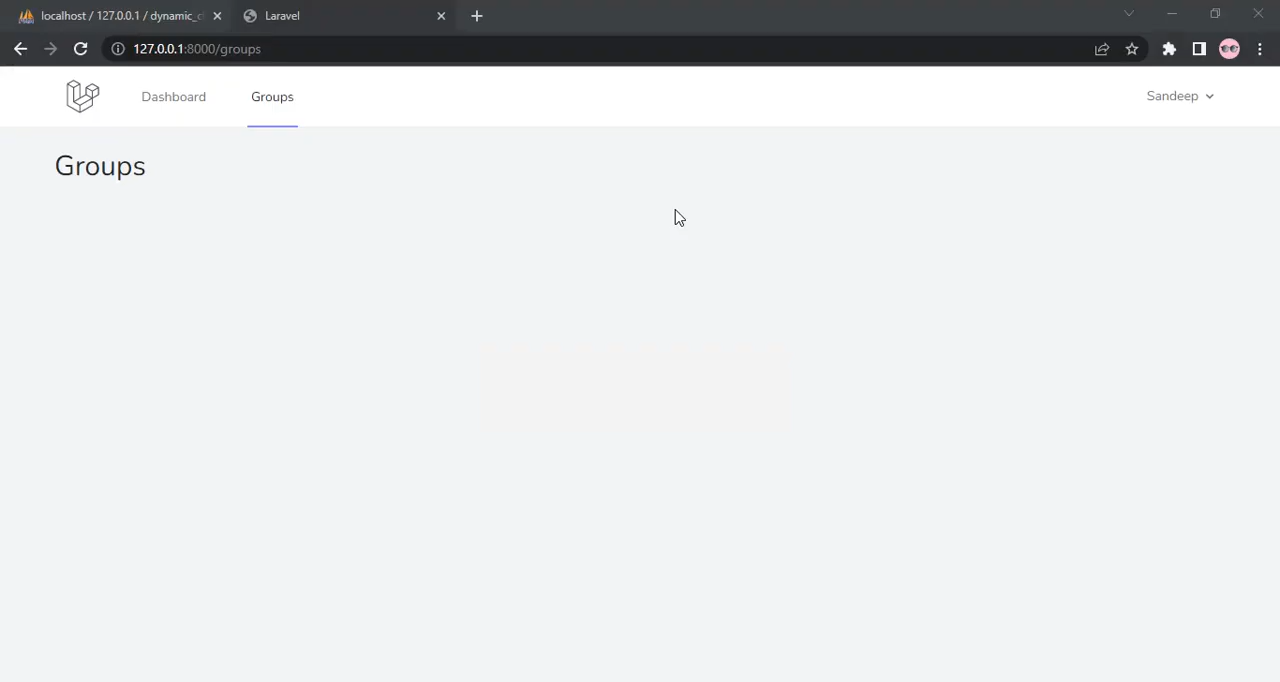 localhost / 127.0.0.1 / dynamic_c
Laravel
127.0.0.1:8000/groups
Dashboard
Groups
Sandeep
Groups